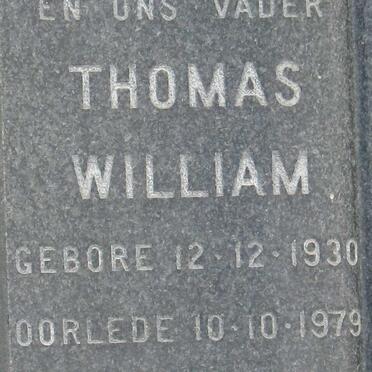 EN ONS VADER
THOMAS
WILLIAM
GEBORE 12·12·1930
OORLEDE 10·10·1979